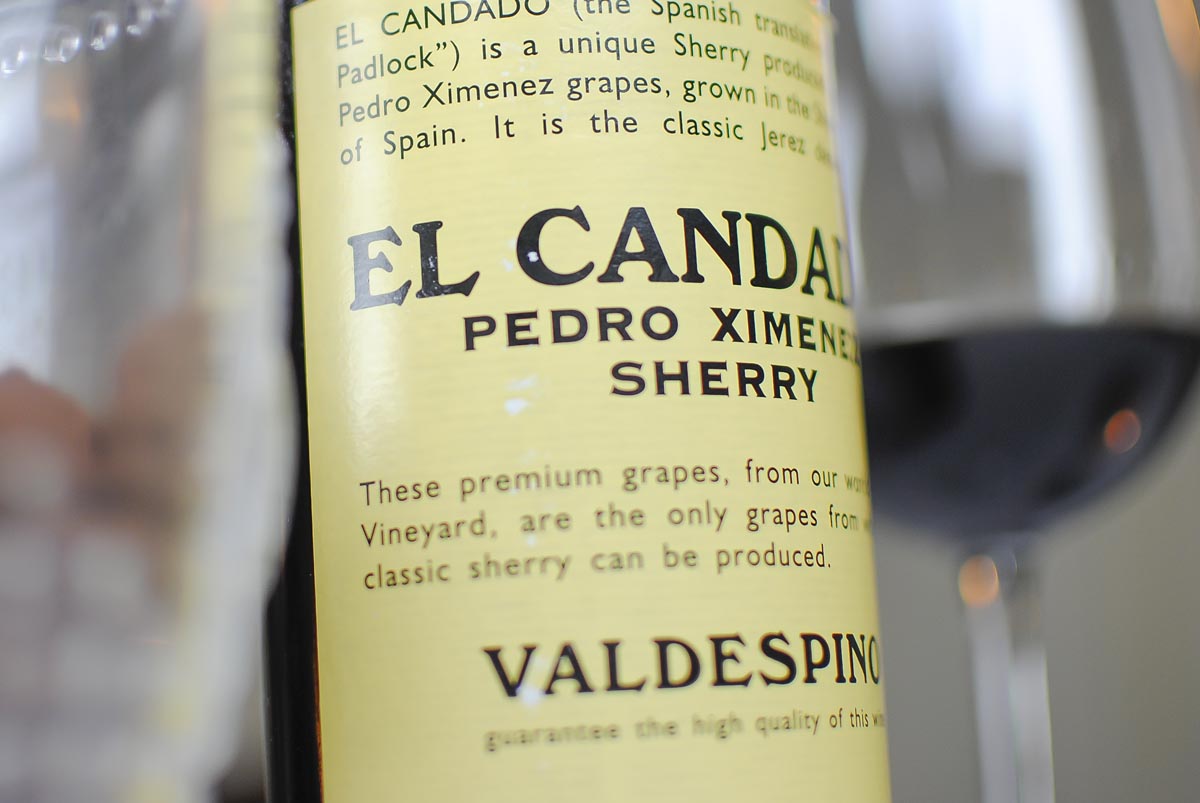 EL CANDADO (the Spanish
Padlock”) is a unique Sherry
Pedro Ximenez grapes, grown in the
of Spain. It is the classic Jerez
EL CANDAD
PEDRO XIMENEZ
SHERRY
These premium grapes, from our
Vineyard, are the only grapes from
classic sherry can be produced.
VALDESPINO
guarantee the high quality of this